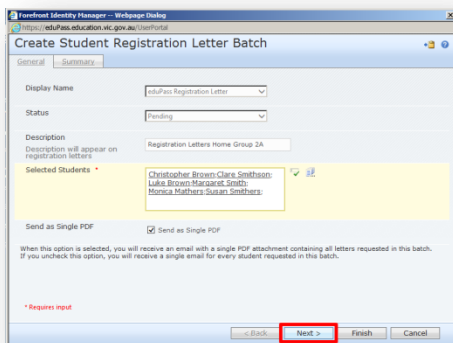 Forefront Identity Manager -- Webpage Dialog
https://eduPass.education.vic.gov.au/UserPortal
Create Student Registration Letter Batch
General Summary
Display Name eduPass Registration Letter
Status Pending
Description Registration Letters Home Group 2A
Description will appear on
registration letters
Selected Students * Christopher Brown;Clare Smithson;
Luke Brown;Margaret Smith;
Monica Mathers;Susan Smithers;
Send as Single PDF Send as Single PDF
When this option is selected, you will receive an email with a single PDF attachment containing all letters requested in this batch.
If you uncheck this option, you will receive a single email for every student requested in this batch.
* Requires input
< Back Next > Finish Cancel